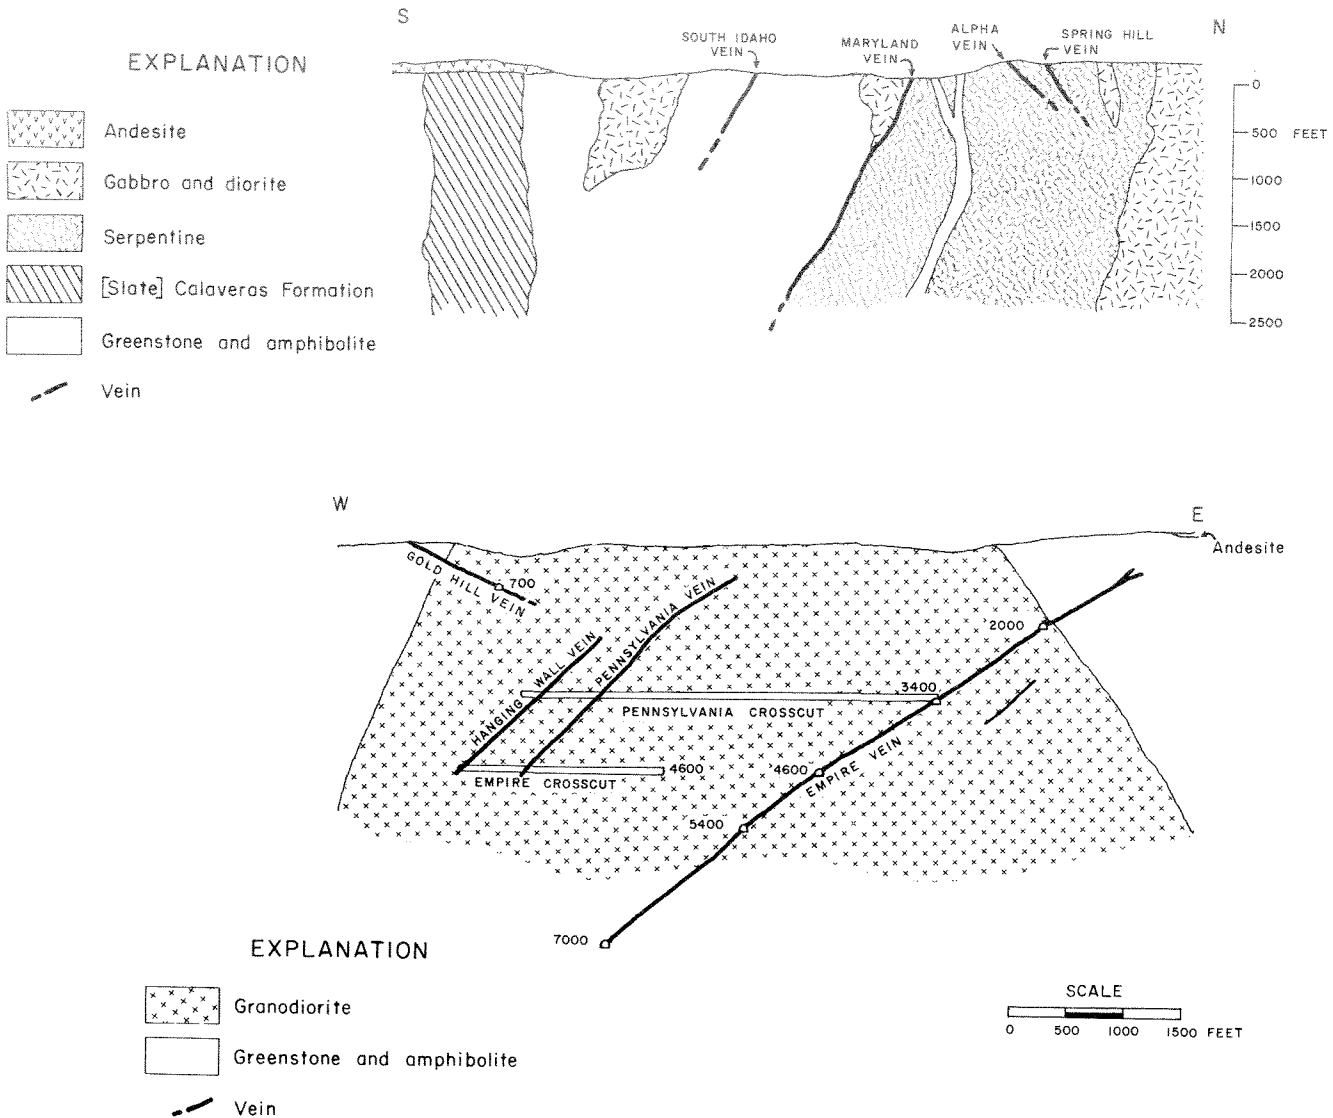 S
N
EXPLANATION
SOUTH IDAHO
VEIN
MARYLAND
VEIN
ALPHA
VEIN
SPRING HILL
VEIN
Andesite
Gabbro and diorite
Serpentine
[Slate] Calaveras Formation
Greenstone and amphibolite
Vein
0
500 FEET
1000
1500
2000
2500
W
E
Andesite
GOLD HILL VEIN
700
HANGING WALL VEIN
PENNSYLVANIA VEIN
2000
3400
PENNSYLVANIA CROSSCUT
4600
EMPIRE CROSSCUT
4600
EMPIRE VEIN
5400
7000
EXPLANATION
Granodiorite
Greenstone and amphibolite
Vein
SCALE
0 500 1000 1500 FEET